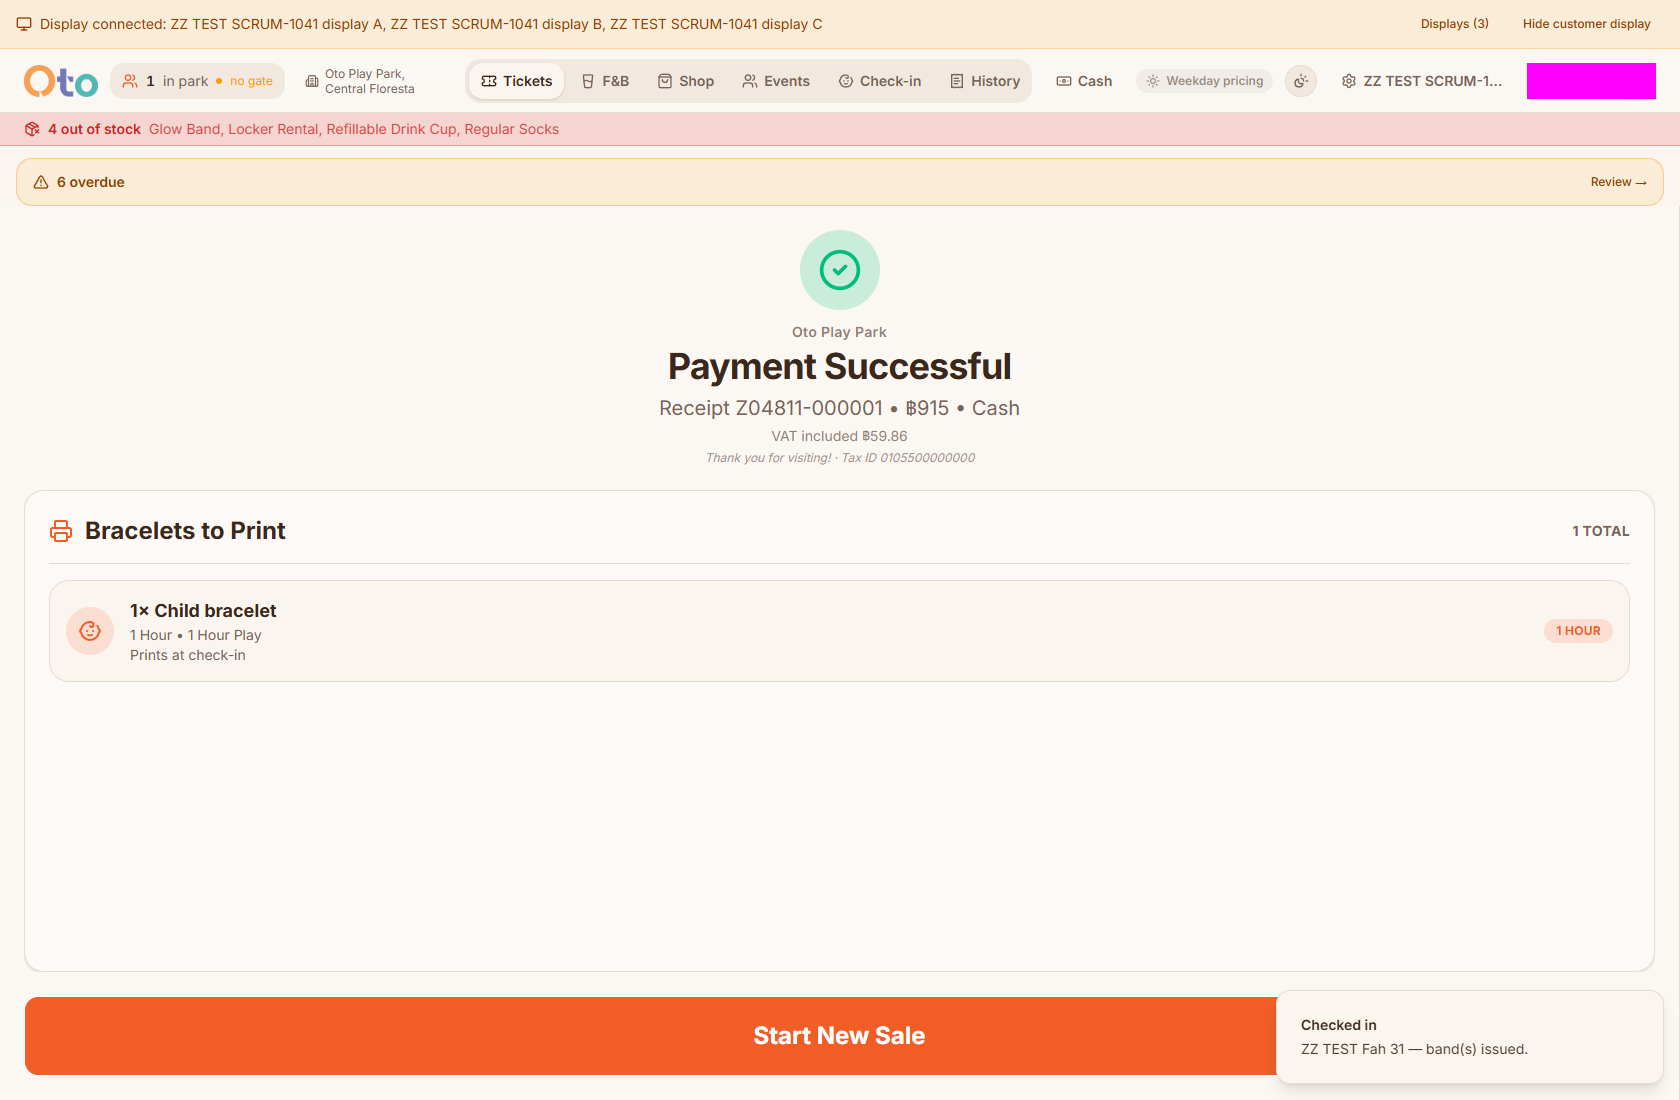 Display connected: ZZ TEST SCRUM-1041 display A, ZZ TEST SCRUM-1041 display B, ZZ TEST SCRUM-1041 display C
Displays (3)
Hide customer display
Oto
1 in park • no gate
Oto Play Park,
Central Floresta
Tickets
F&B
Shop
Events
Check-in
History
Cash
Weekday pricing
ZZ TEST SCRUM-1...
4 out of stock Glow Band, Locker Rental, Refillable Drink Cup, Regular Socks
6 overdue
Review →
Oto Play Park
Payment Successful
Receipt Z04811-000001 • ฿915 • Cash
VAT included ฿59.86
Thank you for visiting! · Tax ID 0105500000000
Bracelets to Print
1 TOTAL
1× Child bracelet
1 Hour • 1 Hour Play
Prints at check-in
1 HOUR
Start New Sale
Checked in
ZZ TEST Fah 31 — band(s) issued.